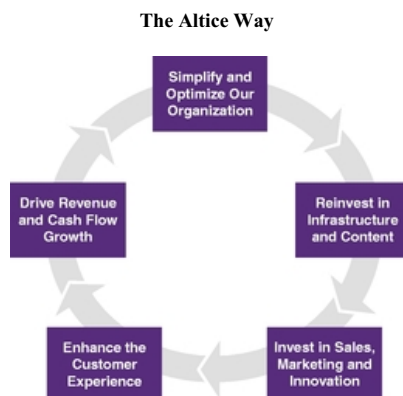 The Altice Way
Simplify and
Optimize Our
Organization
Reinvest in
Infrastructure
and Content
Invest in Sales,
Marketing and
Innovation
Enhance the
Customer
Experience
Drive Revenue
and Cash Flow
Growth